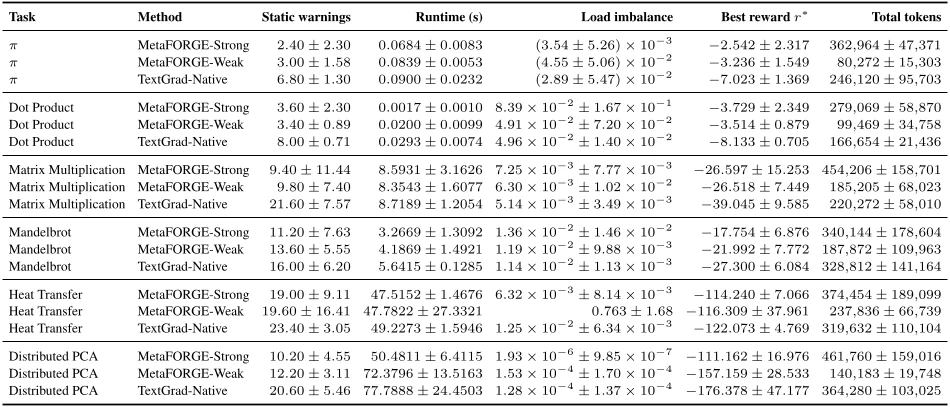 Task Method Static warnings Runtime (s) Load imbalance Best reward r* Total tokens
π MetaFORGE-Strong 2.40 ± 2.30 0.0684 ± 0.0083 (3.54 ± 5.26) × 10⁻³ −2.542 ± 2.317 362,964 ± 47,371
π MetaFORGE-Weak 3.00 ± 1.58 0.0839 ± 0.0053 (4.55 ± 5.06) × 10⁻² −3.236 ± 1.549 80,272 ± 15,303
π TextGrad-Native 6.80 ± 1.30 0.0900 ± 0.0232 (2.89 ± 5.47) × 10⁻² −7.023 ± 1.369 246,120 ± 95,703
Dot Product MetaFORGE-Strong 3.60 ± 2.30 0.0017 ± 0.0010 8.39 × 10⁻² ± 1.67 × 10⁻¹ −3.729 ± 2.349 279,069 ± 58,870
Dot Product MetaFORGE-Weak 3.40 ± 0.89 0.0200 ± 0.0099 4.91 × 10⁻² ± 7.20 × 10⁻² −3.514 ± 0.879 99,469 ± 34,758
Dot Product TextGrad-Native 8.00 ± 0.71 0.0293 ± 0.0074 4.96 × 10⁻² ± 1.40 × 10⁻² −8.133 ± 0.705 166,654 ± 21,436
Matrix Multiplication MetaFORGE-Strong 9.40 ± 11.44 8.5931 ± 3.1626 7.25 × 10⁻³ ± 7.77 × 10⁻³ −26.597 ± 15.253 454,206 ± 158,701
Matrix Multiplication MetaFORGE-Weak 9.80 ± 7.40 8.3543 ± 1.6077 6.30 × 10⁻³ ± 1.02 × 10⁻² −26.518 ± 7.449 185,205 ± 68,023
Matrix Multiplication TextGrad-Native 21.60 ± 7.57 8.7189 ± 1.2054 5.14 × 10⁻³ ± 3.49 × 10⁻³ −39.045 ± 9.585 220,272 ± 58,010
Mandelbrot MetaFORGE-Strong 11.20 ± 7.63 3.2669 ± 1.3092 1.36 × 10⁻² ± 1.46 × 10⁻² −17.754 ± 6.876 340,144 ± 178,604
Mandelbrot MetaFORGE-Weak 13.60 ± 5.55 4.1869 ± 1.4921 1.19 × 10⁻² ± 9.88 × 10⁻³ −21.992 ± 7.772 187,872 ± 109,963
Mandelbrot TextGrad-Native 16.00 ± 6.20 5.6415 ± 0.1285 1.14 × 10⁻² ± 1.13 × 10⁻³ −27.300 ± 6.084 328,812 ± 141,164
Heat Transfer MetaFORGE-Strong 19.00 ± 9.11 47.5152 ± 1.4676 6.32 × 10⁻³ ± 8.14 × 10⁻³ −114.240 ± 7.066 374,454 ± 189,099
Heat Transfer MetaFORGE-Weak 19.60 ± 16.41 47.7822 ± 27.3321 0.763 ± 1.68 −116.309 ± 37.961 237,836 ± 66,739
Heat Transfer TextGrad-Native 23.40 ± 3.05 49.2273 ± 1.5946 1.25 × 10⁻² ± 6.34 × 10⁻³ −122.073 ± 4.769 319,632 ± 110,104
Distributed PCA MetaFORGE-Strong 10.20 ± 4.55 50.4811 ± 6.4115 1.93 × 10⁻⁶ ± 9.85 × 10⁻⁷ −111.162 ± 16.976 461,760 ± 159,016
Distributed PCA MetaFORGE-Weak 12.20 ± 3.11 72.3796 ± 13.5163 1.53 × 10⁻⁴ ± 1.70 × 10⁻⁴ −157.159 ± 28.533 140,183 ± 19,748
Distributed PCA TextGrad-Native 20.60 ± 5.46 77.7888 ± 24.4503 1.28 × 10⁻⁴ ± 1.37 × 10⁻⁴ −176.378 ± 47.177 364,280 ± 103,025